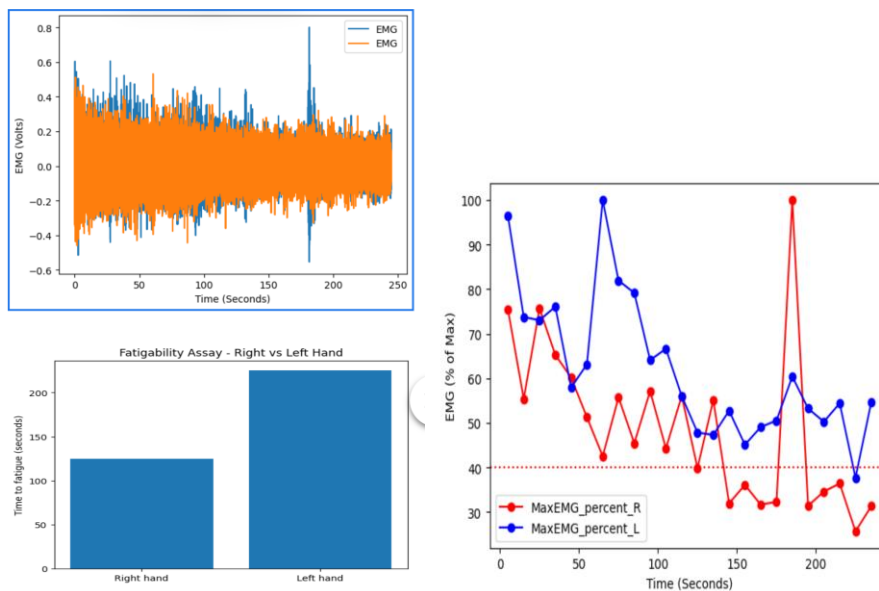 0.8
0.6
0.4
0.2
0.0
−0.2
−0.4
−0.6
EMG (Volts)
EMG
EMG
0 50 100 150 200 250
Time (Seconds)
Fatigability Assay - Right vs Left Hand
200
150
100
50
0
Time to fatigue (seconds)
Right hand Left hand
100
90
80
70
60
50
40
30
EMG (% of Max)
MaxEMG_percent_R
MaxEMG_percent_L
0 50 100 150 200
Time (Seconds)